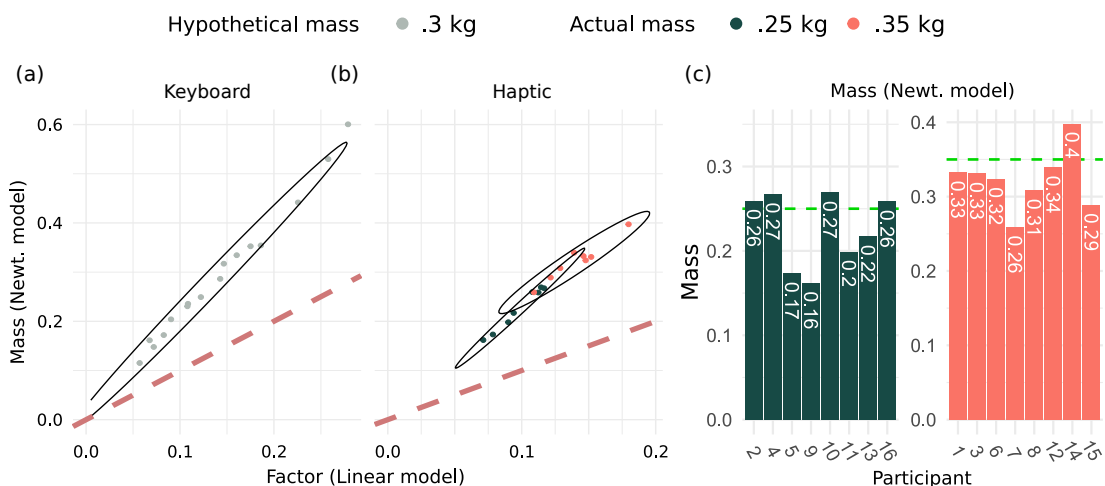 Hypothetical mass .3 kg Actual mass .25 kg .35 kg
(a) (b) (c)
Keyboard Haptic Mass (Newt. model)
Mass (Newt. model)
0.6
0.4
0.2
0.0
0.0 0.1 0.2
0.0 0.1 0.2
Factor (Linear model)
Mass
0.3
0.2
0.1
0.0
0.26 0.27 0.17 0.16 0.27 0.2 0.22 0.26
2 4 5 9 10 11 13 16
0.4
0.3
0.2
0.1
0.0
0.33 0.33 0.32 0.26 0.31 0.34 0.4 0.29
1 3 6 7 8 12 14 15
Participant